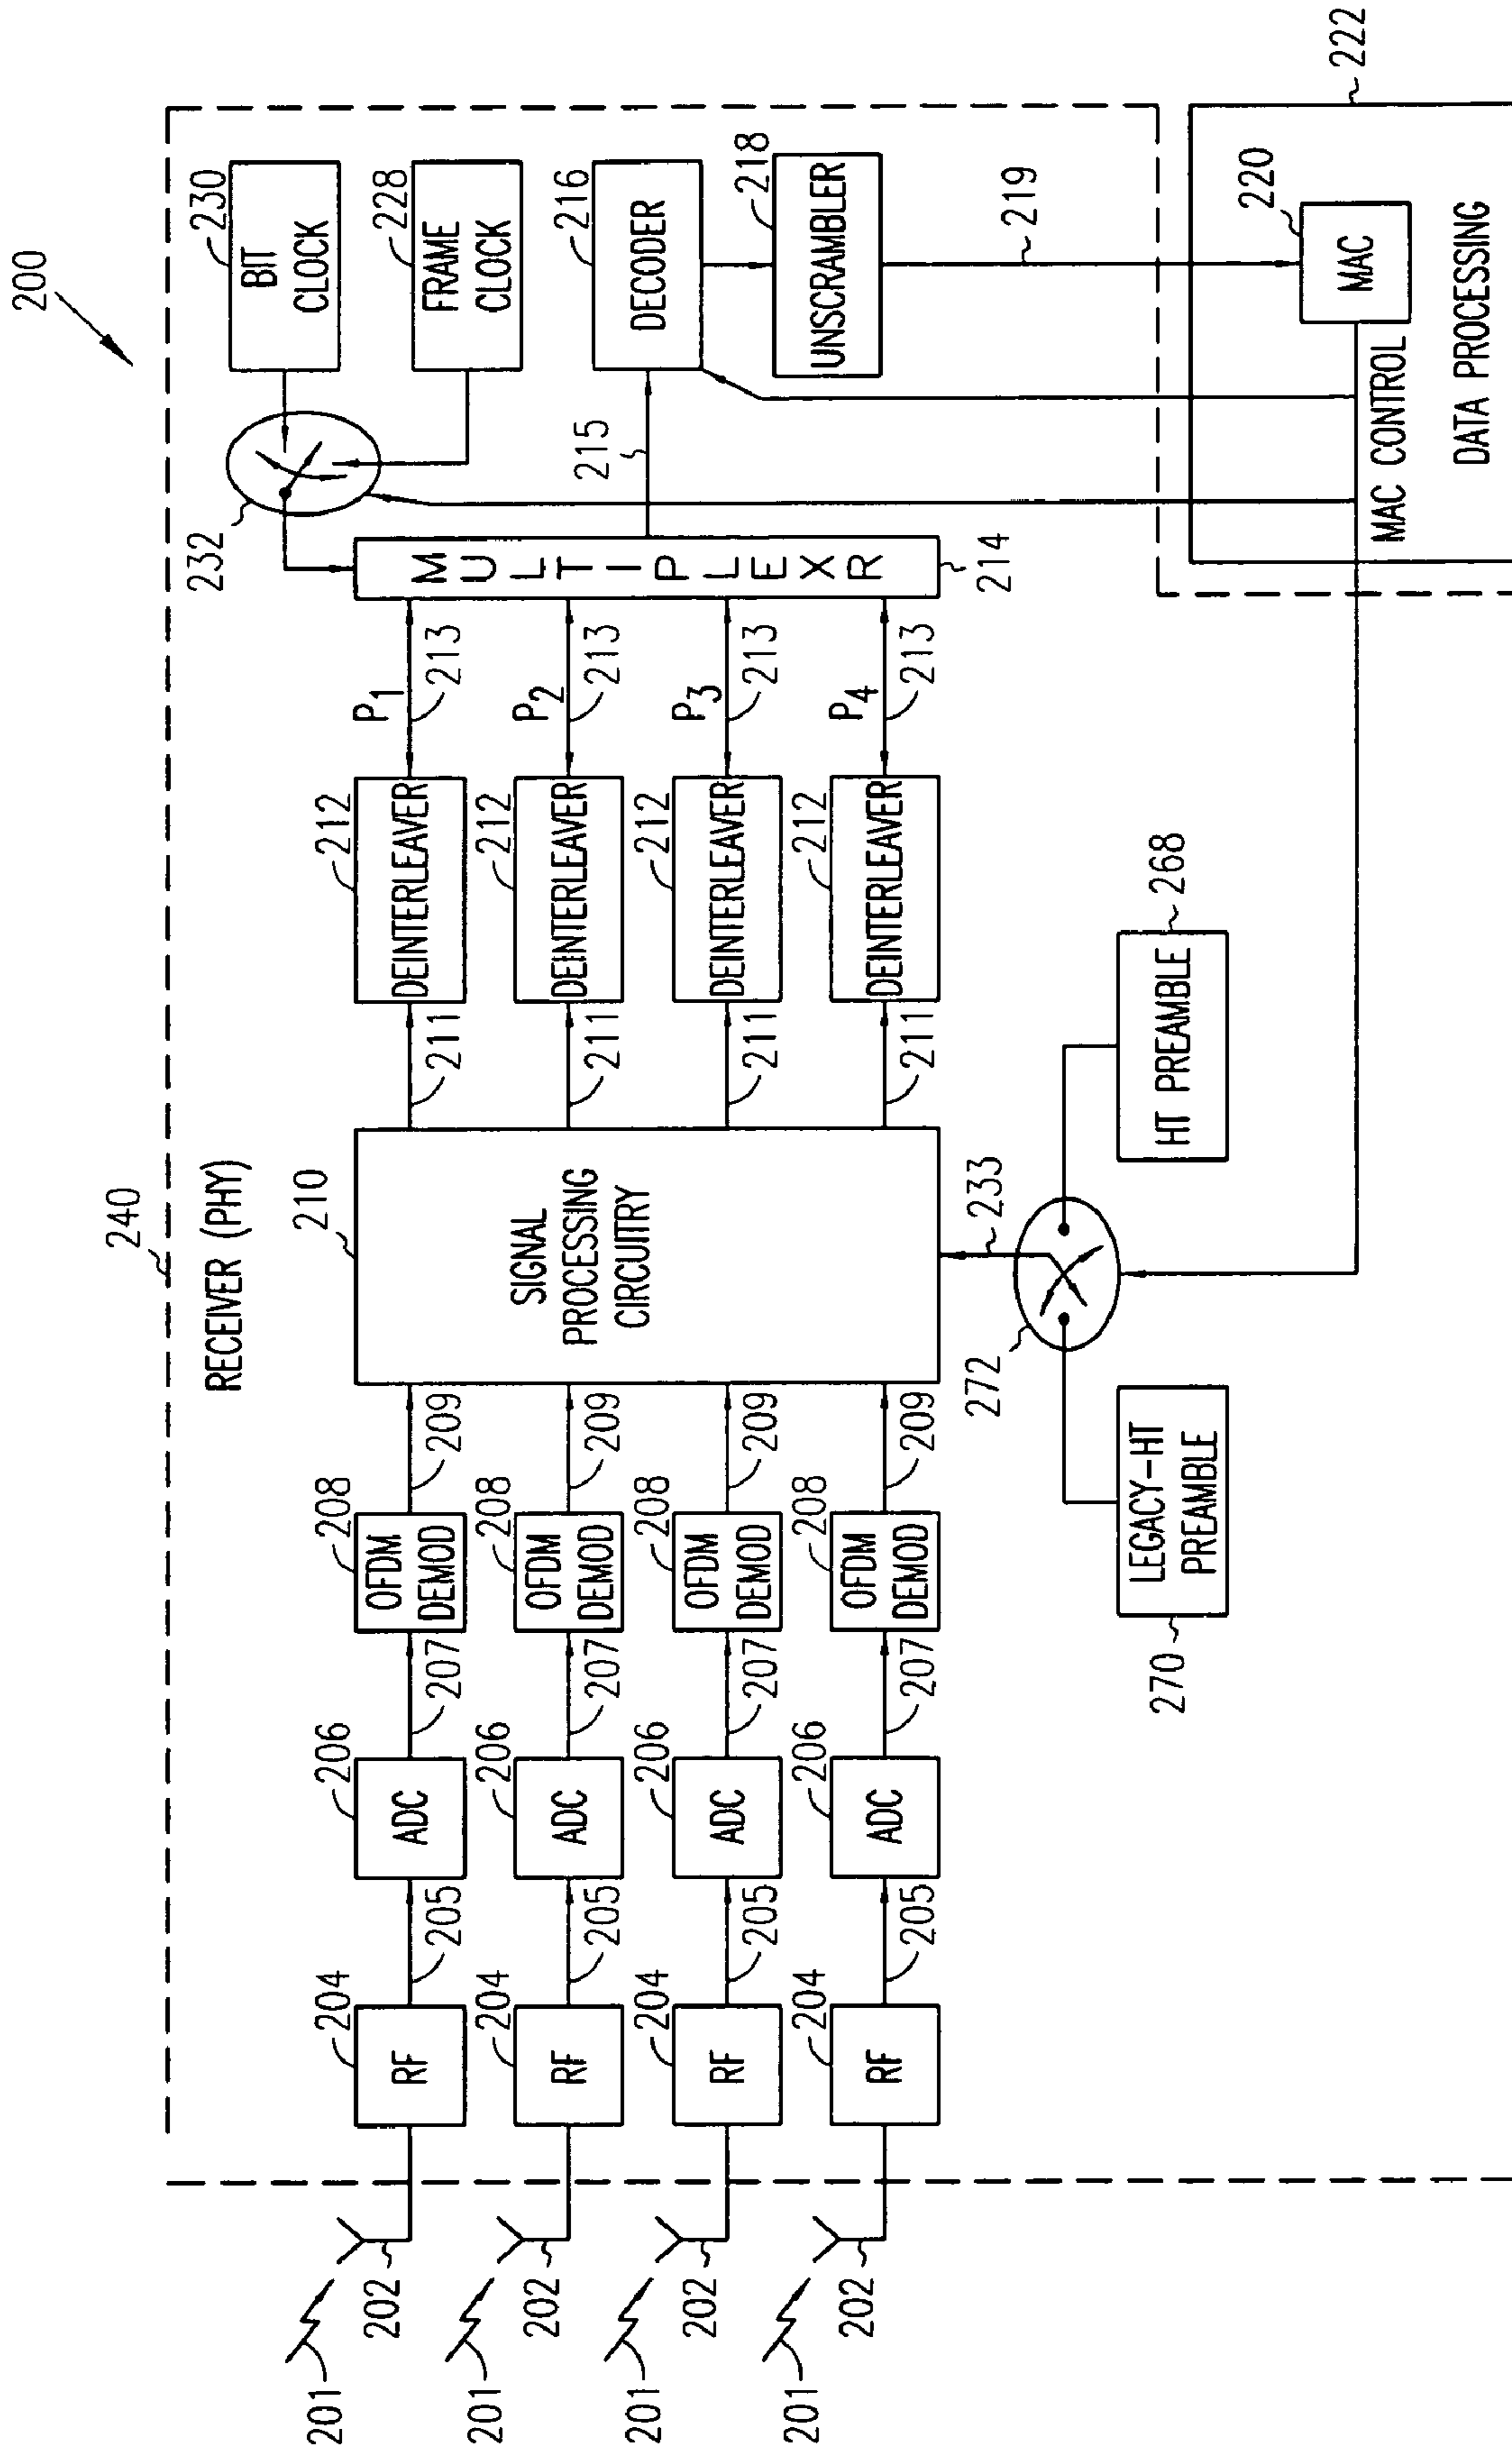 200
240
RECEIVER (PHY)
201
202
204
RF
205
206
ADC
207
208
OFDM
DEMOD
209
201
202
204
RF
205
206
ADC
207
208
OFDM
DEMOD
209
201
202
204
RF
205
206
ADC
207
208
OFDM
DEMOD
209
201
202
204
RF
205
206
ADC
207
208
OFDM
DEMOD
209
210
SIGNAL
PROCESSING
CIRCUITRY
211
212
DEINTERLEAVER
P1
213
211
212
DEINTERLEAVER
P2
213
211
212
DEINTERLEAVER
P3
213
211
212
DEINTERLEAVER
P4
213
MULTIPLEXR
214
232
230
BIT
CLOCK
228
FRAME
CLOCK
215
216
DECODER
218
UNSCRAMBLER
219
233
272
LEGACY-HT
PREAMBLE
270
HT PREAMBLE
268
222
220
MAC
MAC CONTROL
DATA PROCESSING